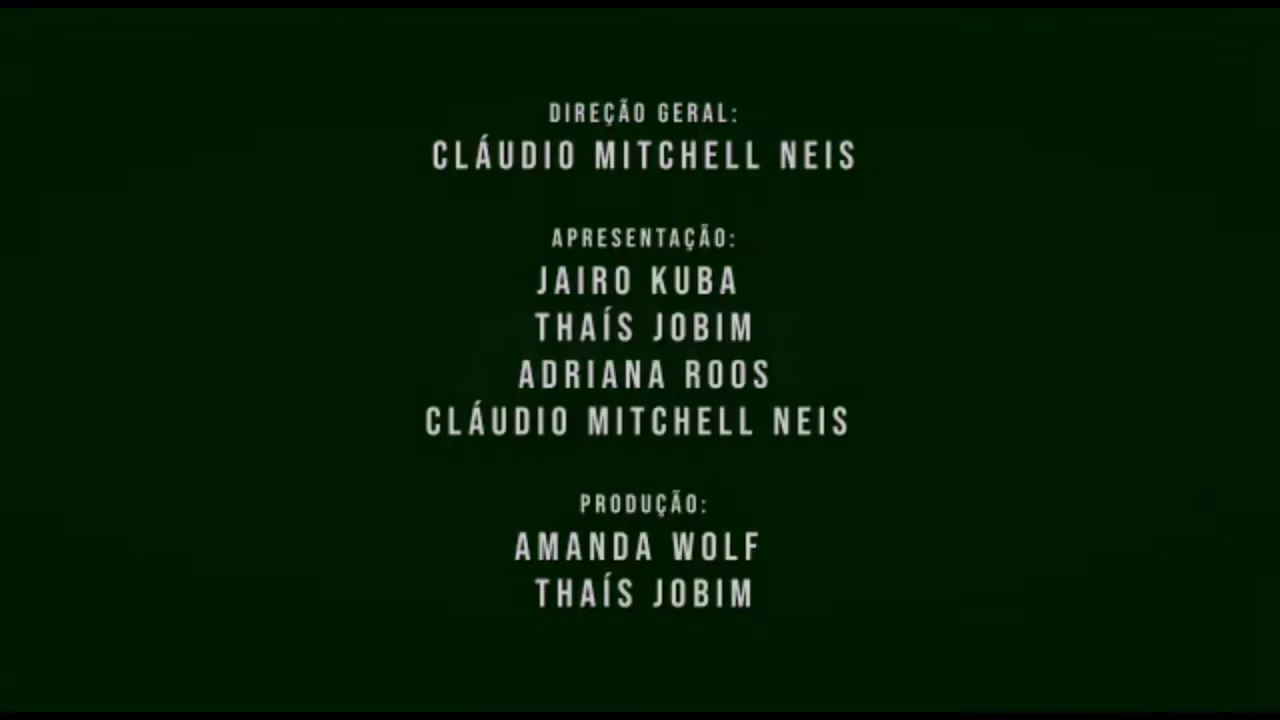 DIREÇÃO GERAL:
CLÁUDIO MITCHELL NEIS
APRESENTAÇÃO:
JAIRO KUBA
THAÍS JOBIM
ADRIANA ROOS
CLÁUDIO MITCHELL NEIS
PRODUÇÃO:
AMANDA WOLF
THAÍS JOBIM